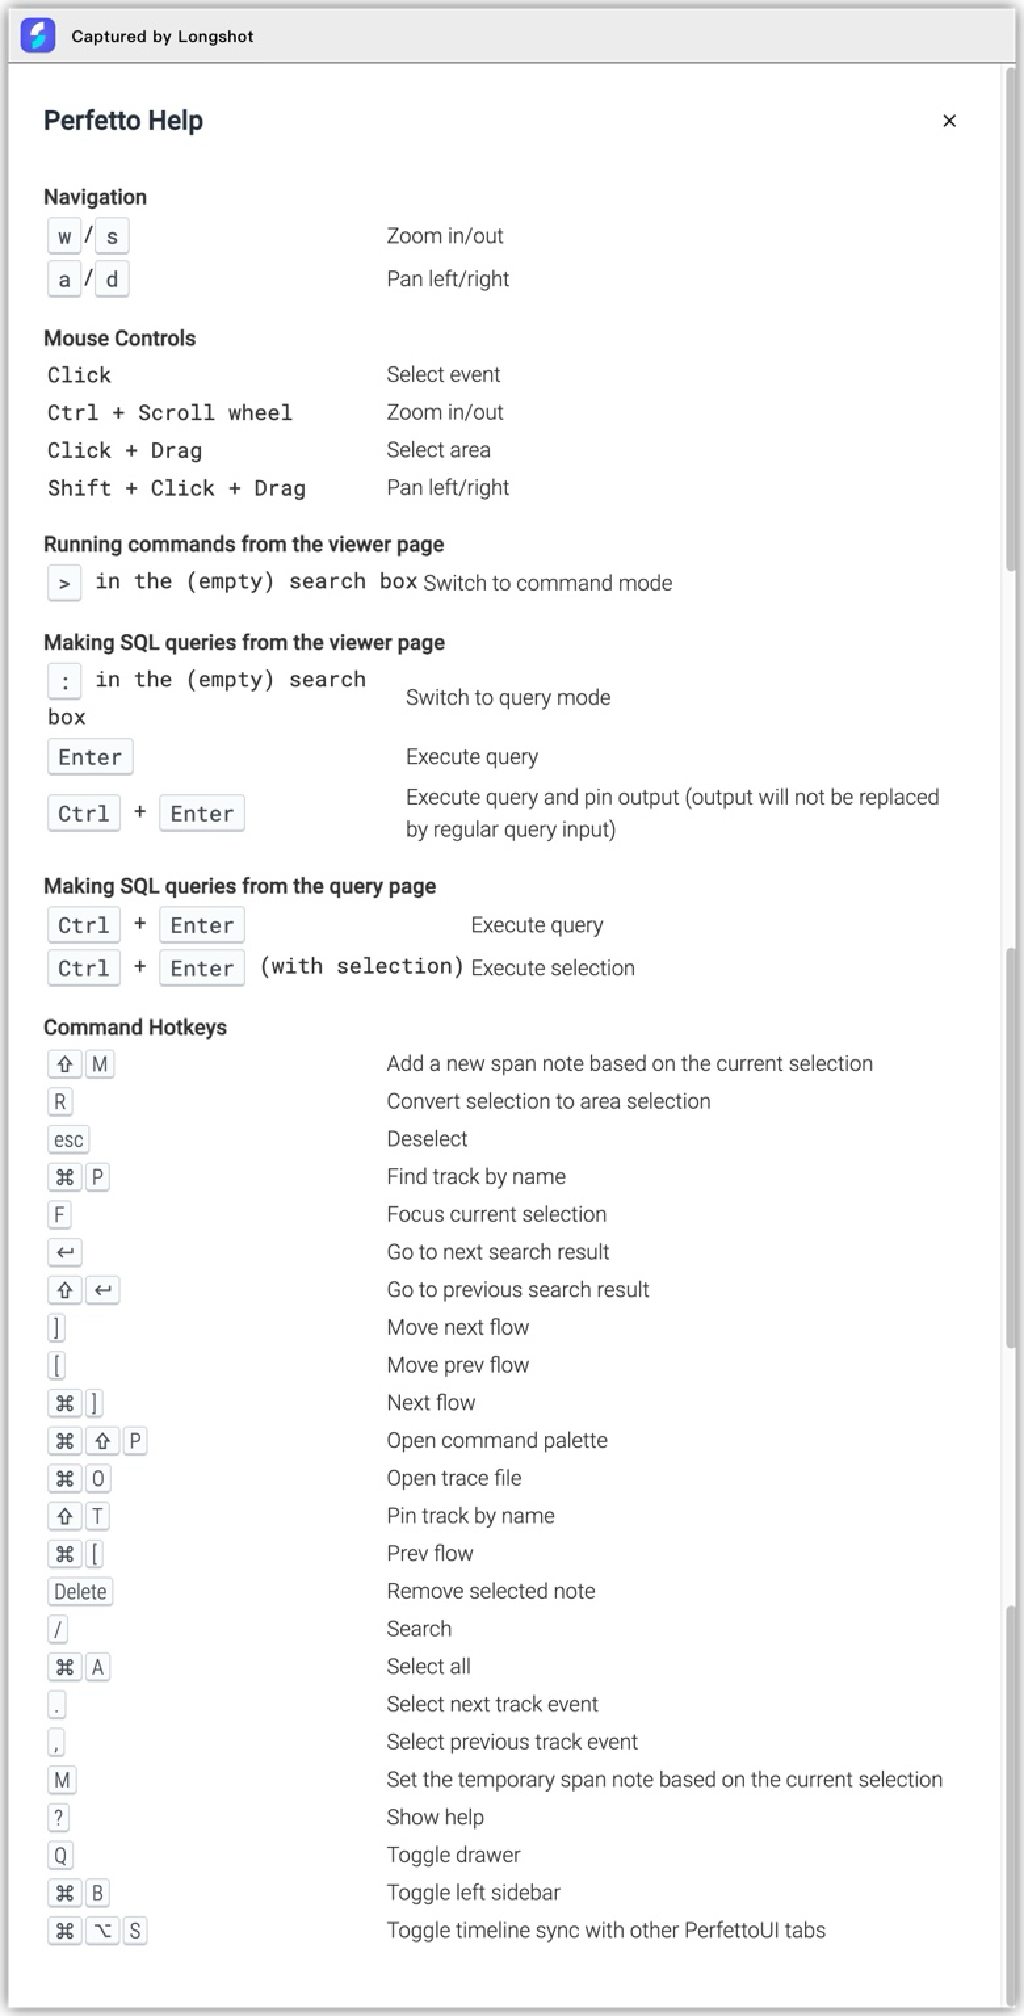 Captured by Longshot
Perfetto Help
×
Navigation
w / s Zoom in/out
a / d Pan left/right
Mouse Controls
Click Select event
Ctrl + Scroll wheel Zoom in/out
Click + Drag Select area
Shift + Click + Drag Pan left/right
Running commands from the viewer page
> in the (empty) search box Switch to command mode
Making SQL queries from the viewer page
: in the (empty) search
box
Switch to query mode
Enter Execute query
Ctrl + Enter
Execute query and pin output (output will not be replaced
by regular query input)
Making SQL queries from the query page
Ctrl + Enter Execute query
Ctrl + Enter (with selection) Execute selection
Command Hotkeys
⇧ M Add a new span note based on the current selection
R Convert selection to area selection
esc Deselect
⌘ P Find track by name
F Focus current selection
↩ Go to next search result
⇧ ↩ Go to previous search result
] Move next flow
[ Move prev flow
⌘ ] Next flow
⌘ ⇧ P Open command palette
⌘ O Open trace file
⇧ T Pin track by name
⌘ [ Prev flow
Delete Remove selected note
/ Search
⌘ A Select all
. Select next track event
, Select previous track event
M Set the temporary span note based on the current selection
? Show help
Q Toggle drawer
⌘ B Toggle left sidebar
⌘ ⌥ S Toggle timeline sync with other PerfettoUI tabs